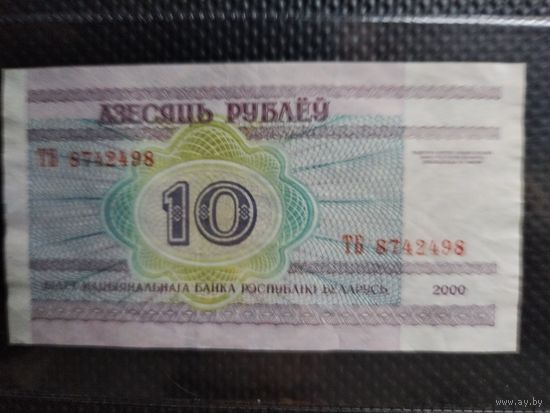 ДЗЕСЯЦЬ РУБЛЁЎ
ТБ 8742498
10
ТБ 8742498
БІЛЕТ НАЦЫЯНАЛЬНАГА БАНКА РЭСПУБЛІКІ БЕЛАРУСЬ 2000
www.ay.by